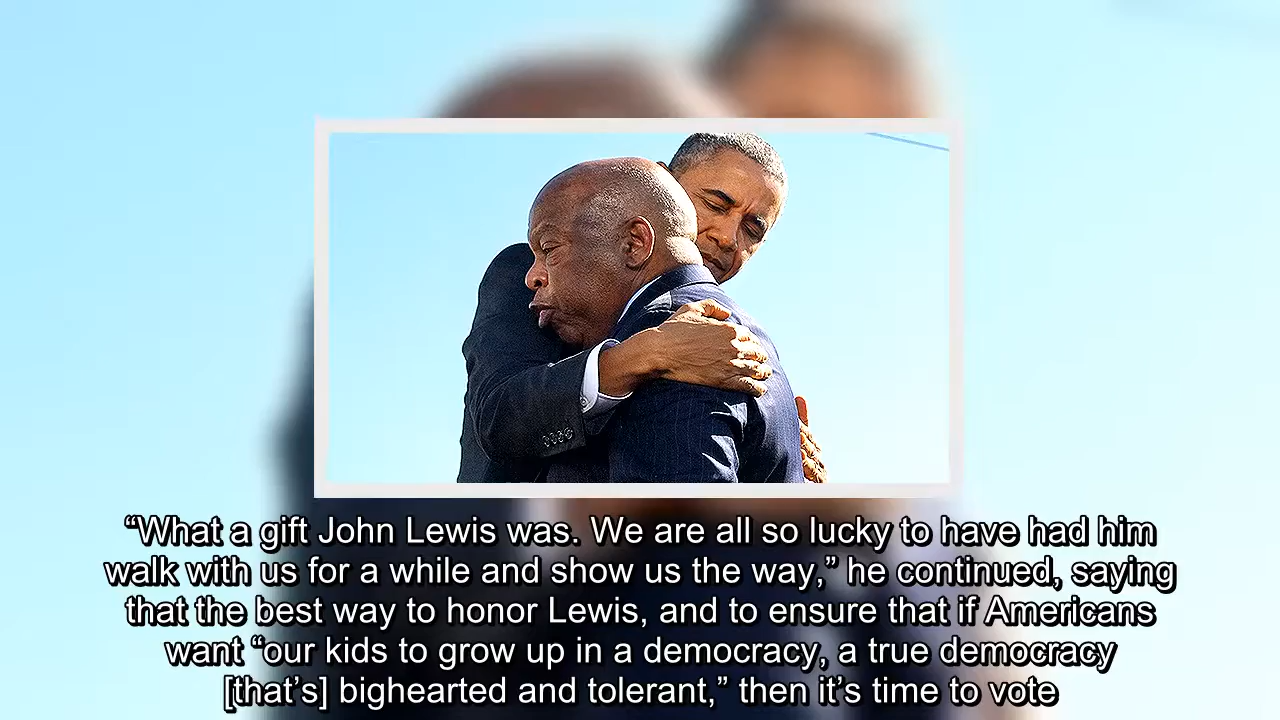 “What a gift John Lewis was. We are all so lucky to have had him
walk with us for a while and show us the way,” he continued, saying
that the best way to honor Lewis, and to ensure that if Americans
want “our kids to grow up in a democracy, a true democracy
[that’s] bighearted and tolerant,” then it’s time to vote